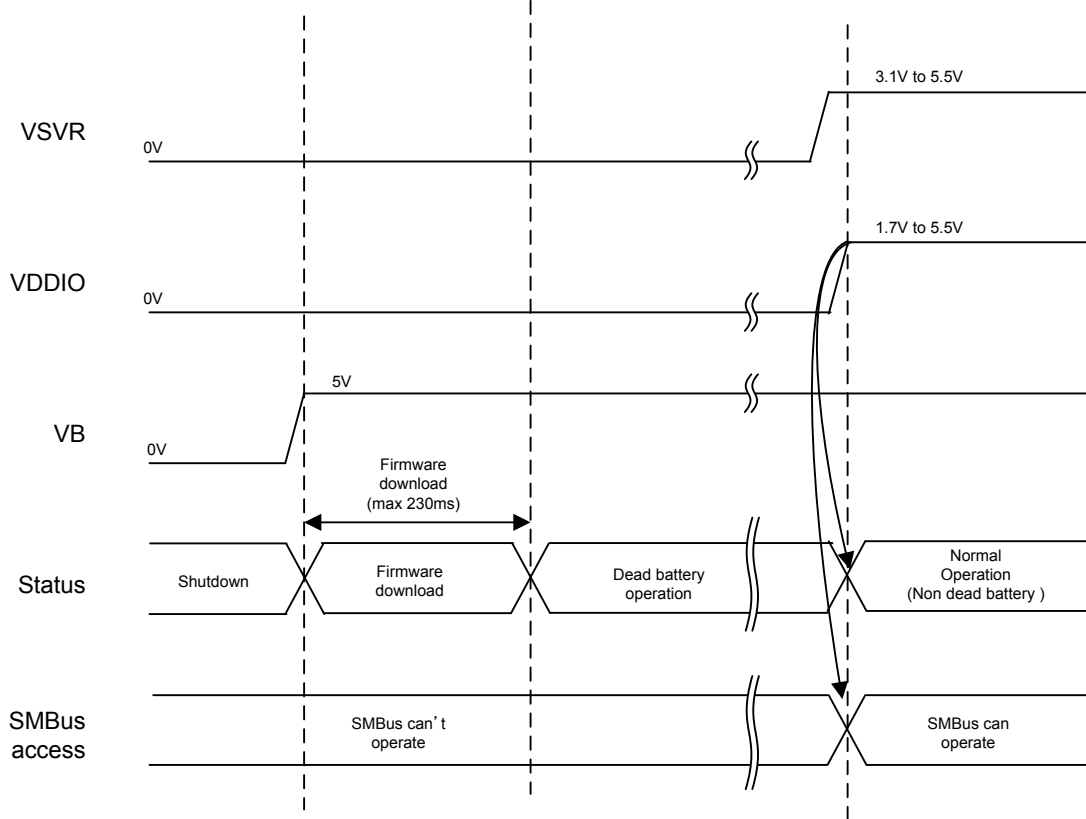 3.1V to 5.5V
VSVR
0V
1.7V to 5.5V
VDDIO
0V
5V
VB
0V
Firmware
download
(max 230ms)
Status
Shutdown
Firmware
download
Dead battery
operation
Normal
Operation
(Non dead battery )
SMBus
access
SMBus can't
operate
SMBus can
operate